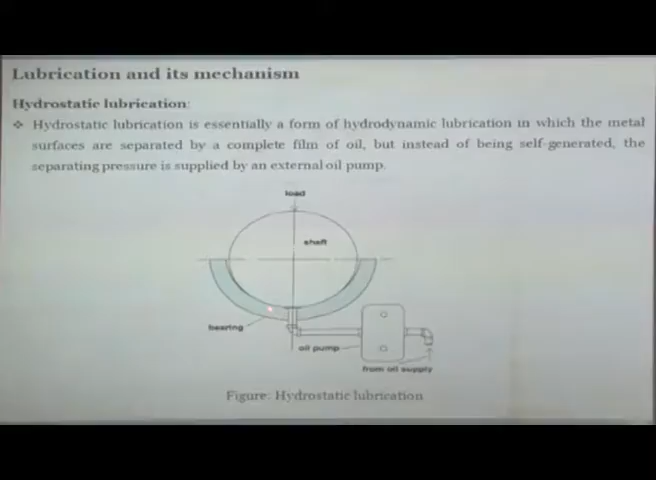 Lubrication and its mechanism
Hydrostatic lubrication:
❖ Hydrostatic lubrication is essentially a form of hydrodynamic lubrication in which the metal
surfaces are separated by a complete film of oil, but instead of being self-generated, the
separating pressure is supplied by an external oil pump.
load
shaft
bearing
oil pump
from oil supply
Figure: Hydrostatic lubrication